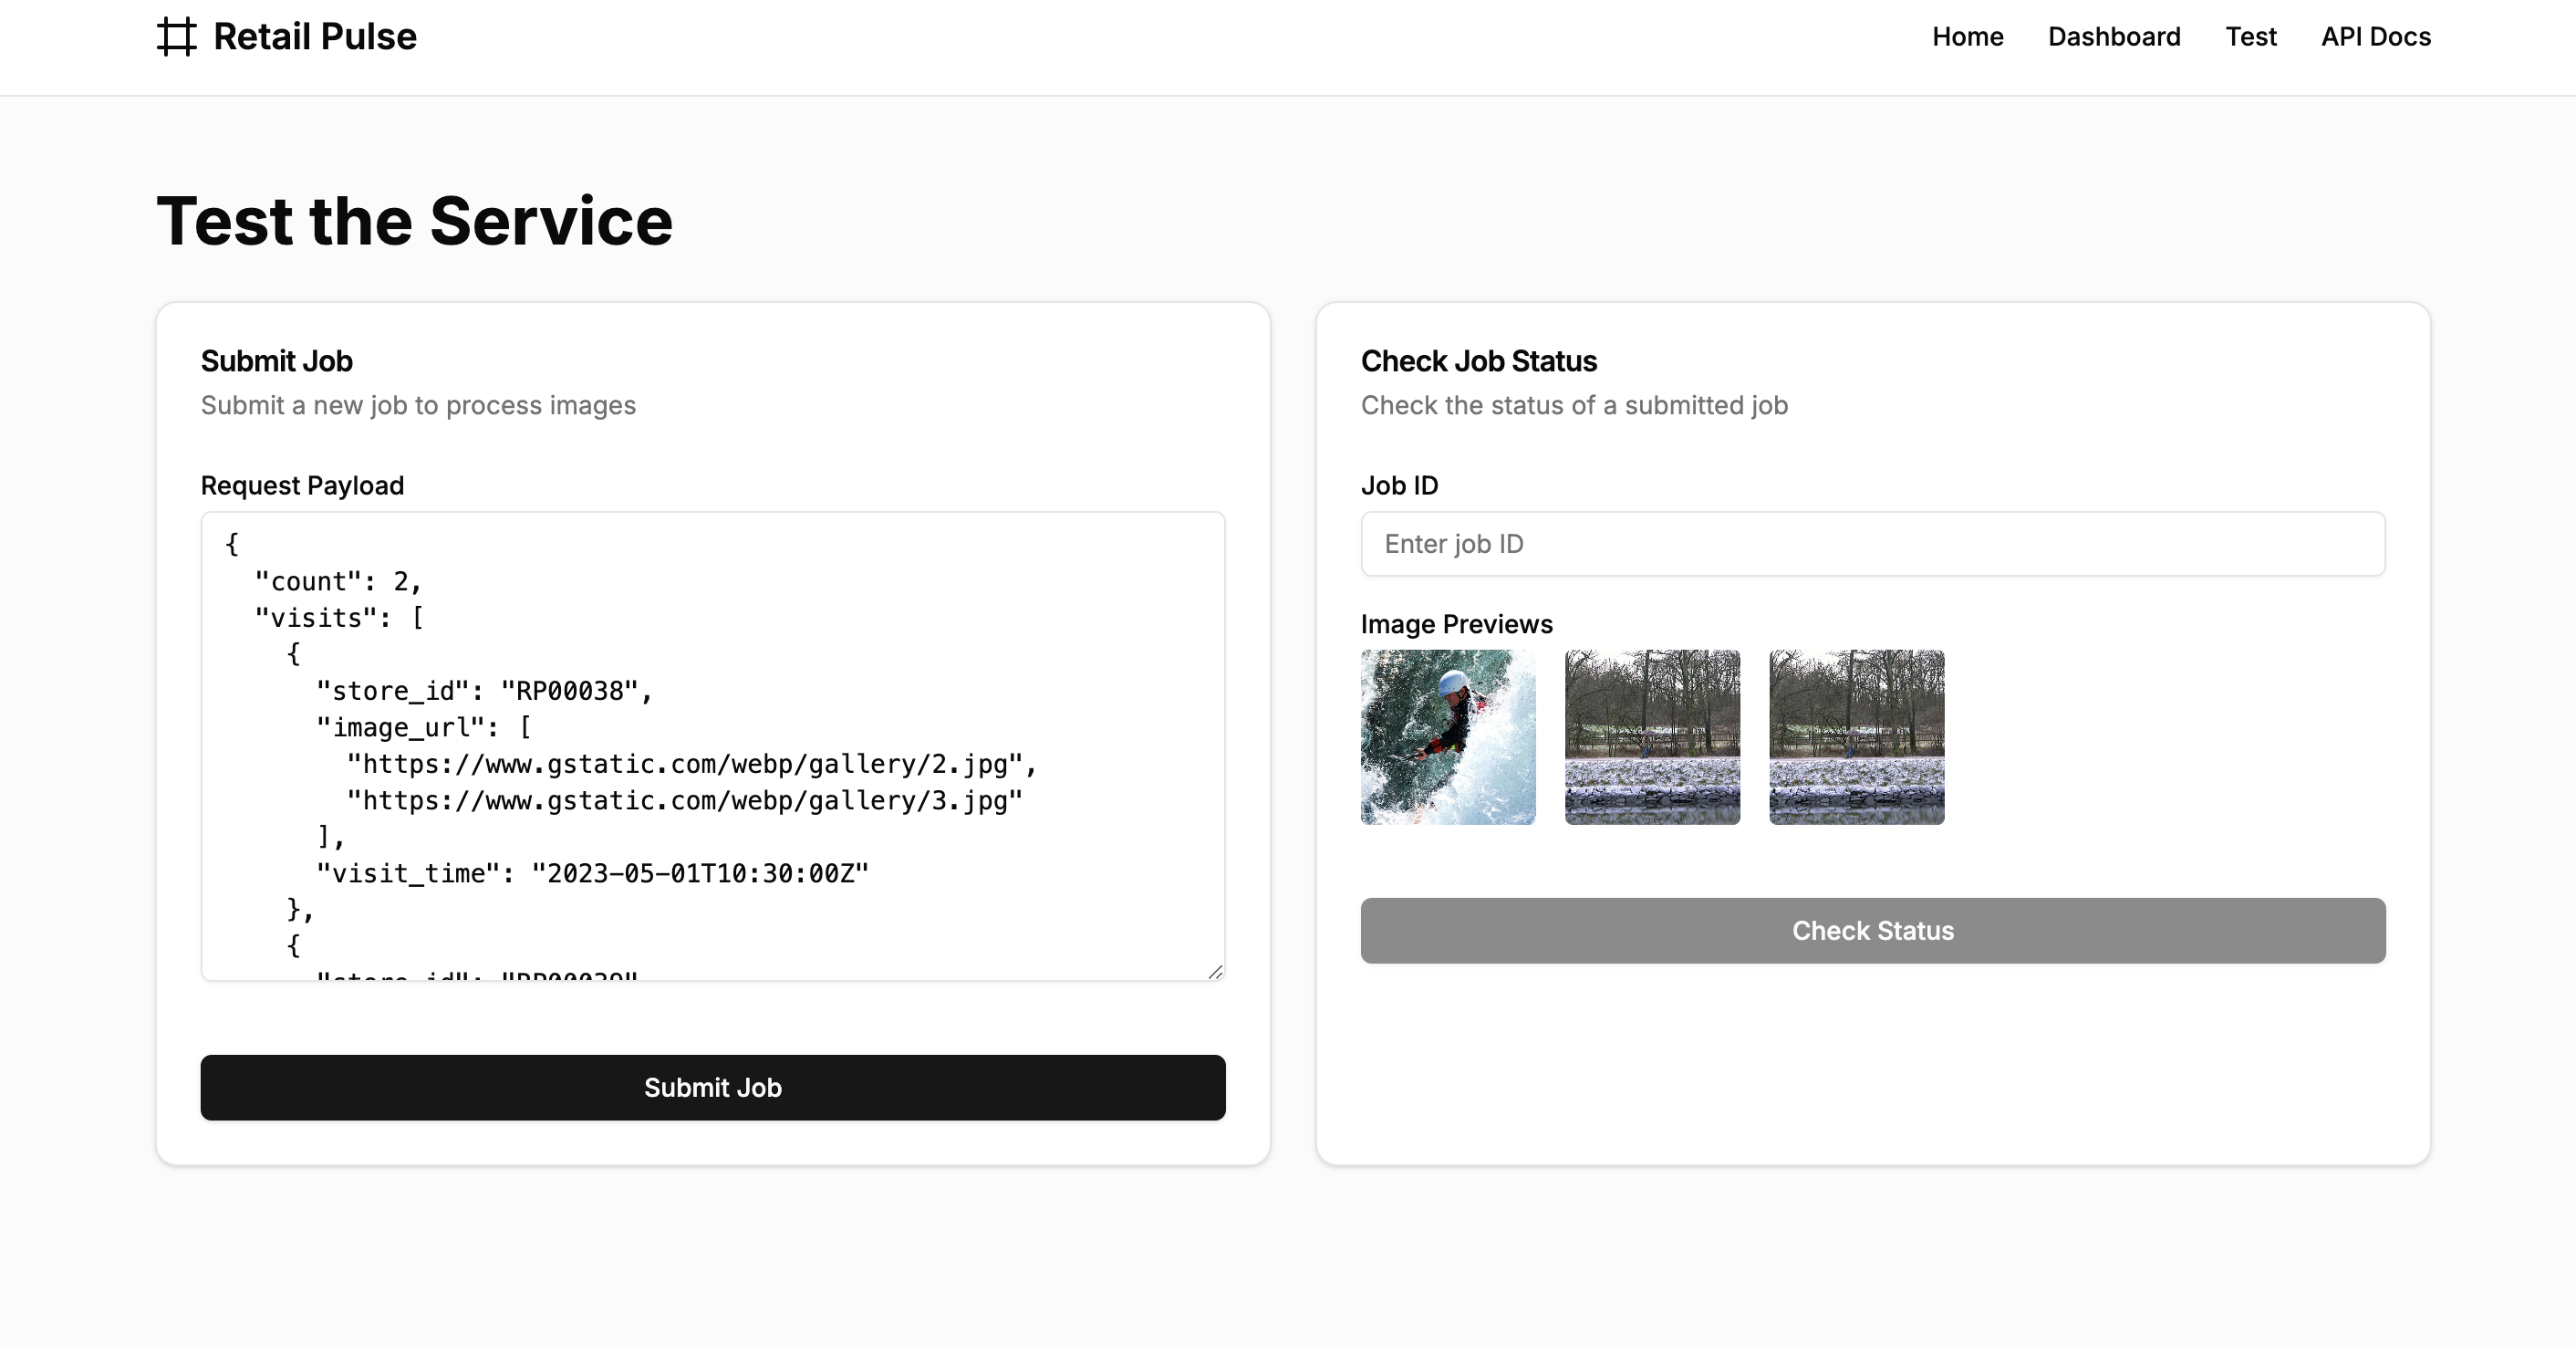 Retail Pulse
Home Dashboard Test API Docs
Test the Service
Submit Job
Submit a new job to process images
Request Payload
{
  "count": 2,
  "visits": [
    {
      "store_id": "RP00038",
      "image_url": [
        "https://www.gstatic.com/webp/gallery/2.jpg",
        "https://www.gstatic.com/webp/gallery/3.jpg"
      ],
      "visit_time": "2023-05-01T10:30:00Z"
    },
    {
      "store_id": "RP00039"
Submit Job
Check Job Status
Check the status of a submitted job
Job ID
Enter job ID
Image Previews
Check Status